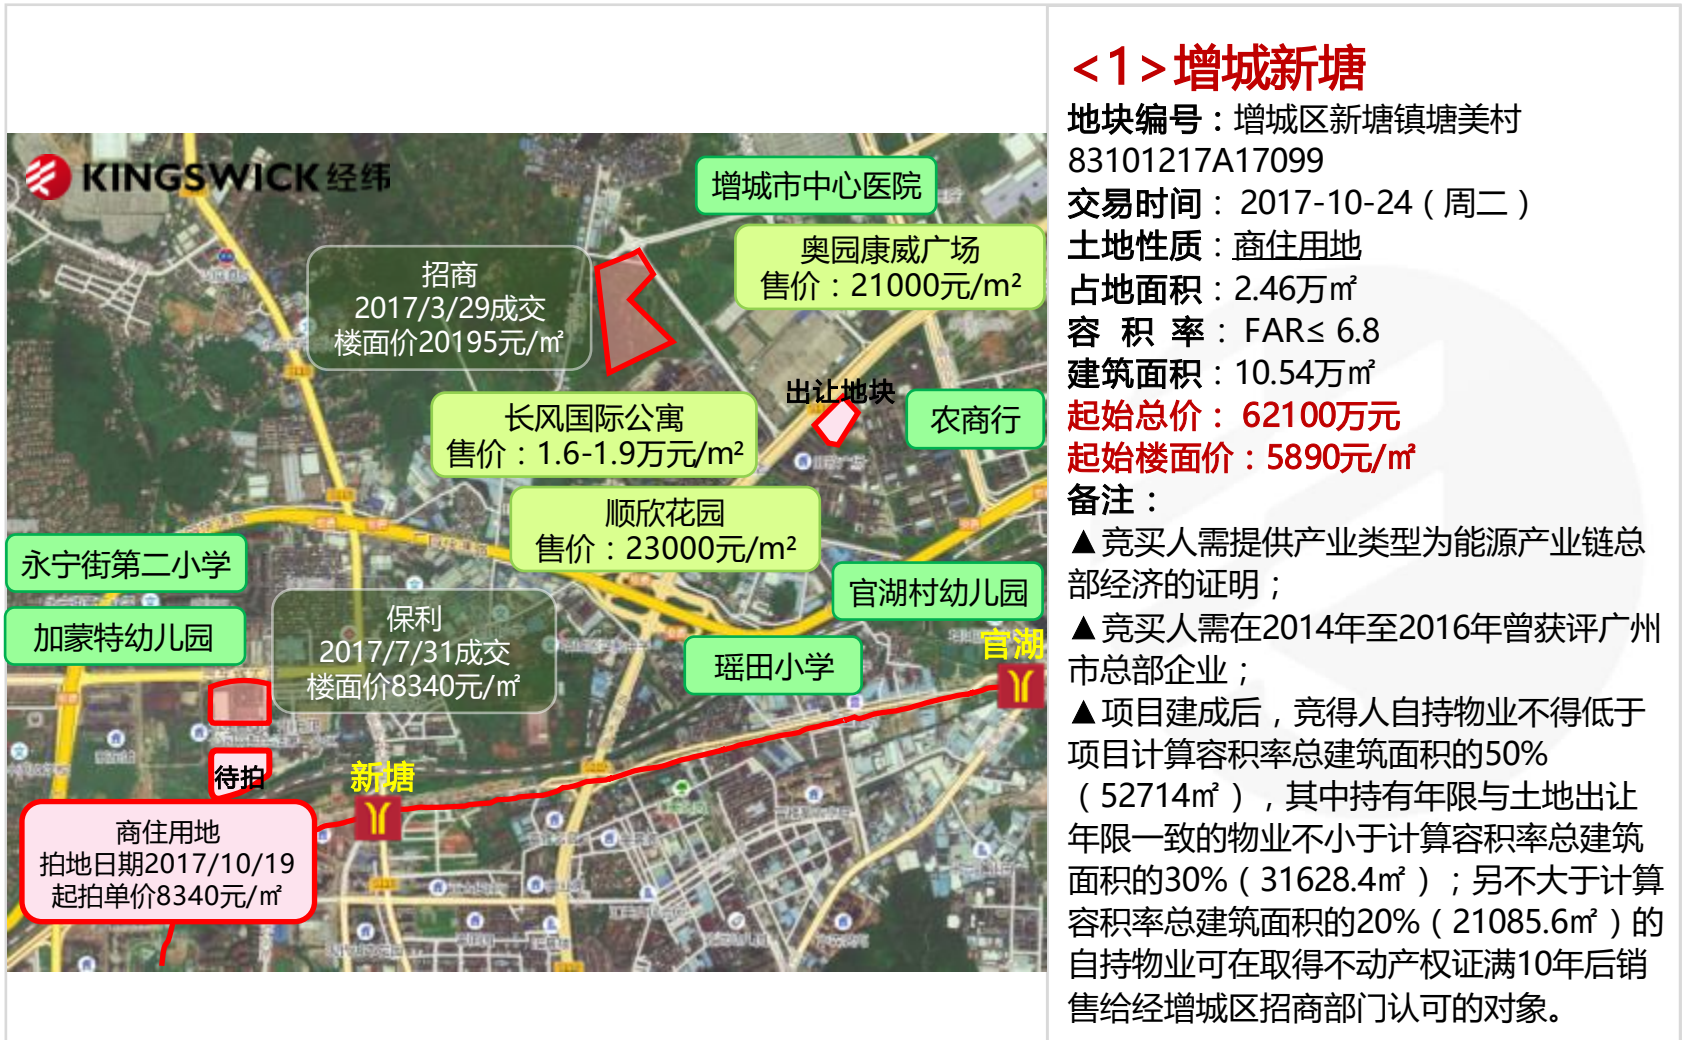 KINGSWICK 经纬
增城市中心医院
奥园康威广场
售价：21000元/m²
招商
2017/3/29成交
楼面价20195元/㎡
出让地块
农商行
长风国际公寓
售价：1.6-1.9万元/m²
顺欣花园
售价：23000元/m²
永宁街第二小学
加蒙特幼儿园
保利
2017/7/31成交
楼面价8340元/㎡
官湖村幼儿园
瑶田小学
官湖
待拍
新塘
商住用地
拍地日期2017/10/19
起拍单价8340元/㎡
<1>增城新塘
地块编号：增城区新塘镇塘美村
83101217A17099
交易时间： 2017-10-24（周二）
土地性质：商住用地
占地面积：2.46万㎡
容 积 率： FAR≤ 6.8
建筑面积：10.54万㎡
起始总价： 62100万元
起始楼面价：5890元/㎡
备注：
▲竞买人需提供产业类型为能源产业链总
部经济的证明；
▲竞买人需在2014年至2016年曾获评广州
市总部企业；
▲项目建成后，竞得人自持物业不得低于
项目计算容积率总建筑面积的50%
（52714㎡），其中持有年限与土地出让
年限一致的物业不小于计算容积率总建筑
面积的30%（31628.4㎡）；另不大于计算
容积率总建筑面积的20%（21085.6㎡）的
自持物业可在取得不动产权证满10年后销
售给经增城区招商部门认可的对象。